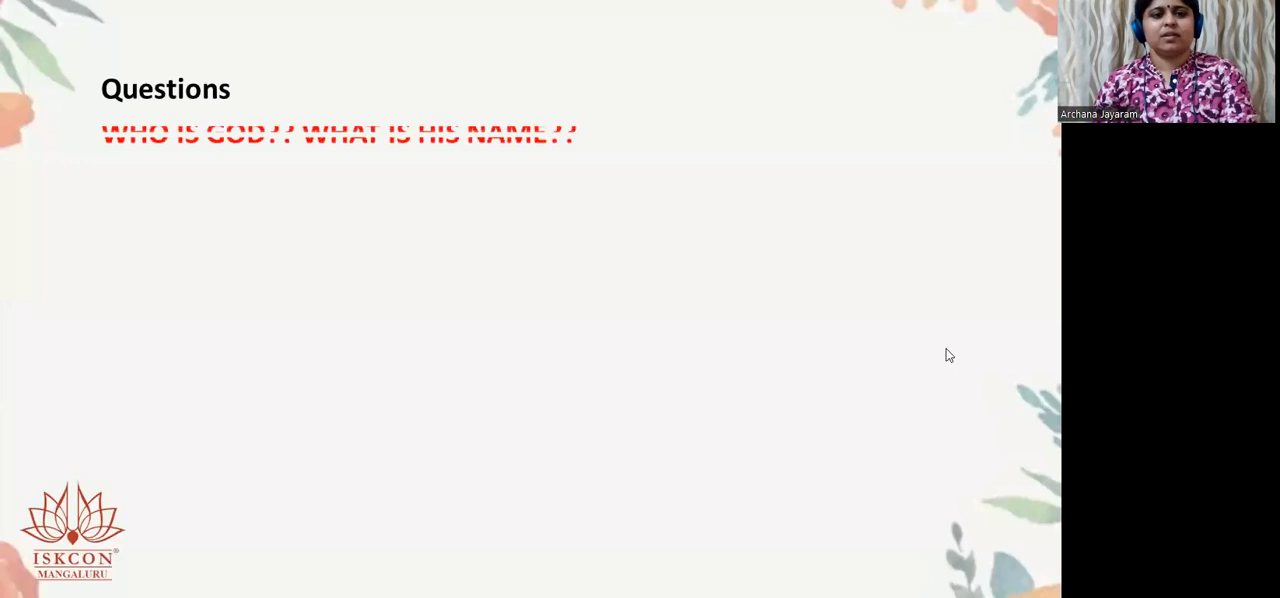 Questions
WHO IS GOD?? WHAT IS HIS NAME??
Archana Jayaram
ISKCON®
MANGALURU